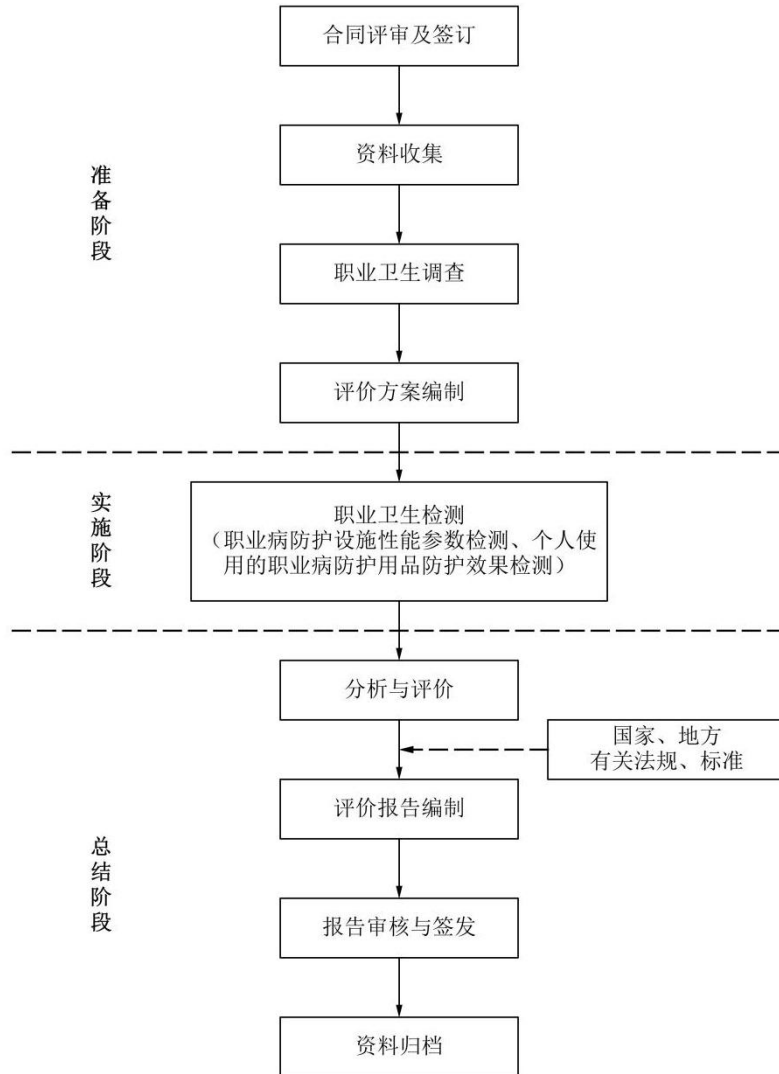 合同评审及签订
资料收集
准备阶段
职业卫生调查
评价方案编制
实施阶段
职业卫生检测
（职业病防护设施性能参数检测、个人使
用的职业病防护用品防护效果检测）
分析与评价
国家、地方
有关法规、标准
评价报告编制
总结阶段
报告审核与签发
资料归档